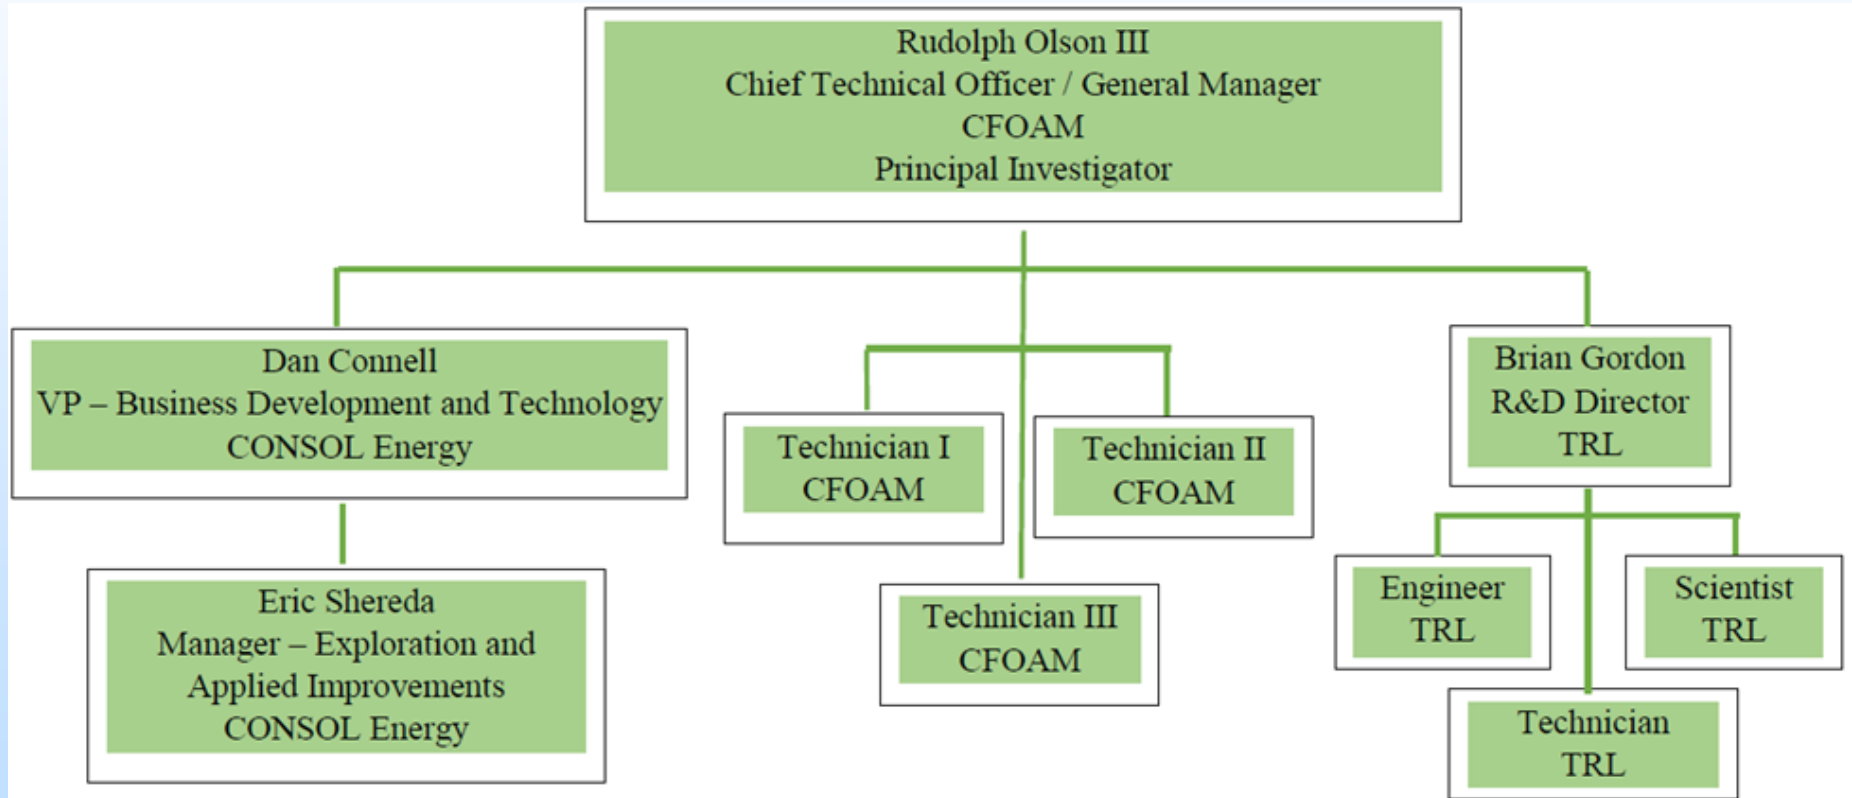 Rudolph Olson III
Chief Technical Officer / General Manager
CFOAM
Principal Investigator
Dan Connell
VP – Business Development and Technology
CONSOL Energy
Eric Shereda
Manager – Exploration and
Applied Improvements
CONSOL Energy
Technician I
CFOAM
Technician II
CFOAM
Technician III
CFOAM
Brian Gordon
R&D Director
TRL
Engineer
TRL
Scientist
TRL
Technician
TRL